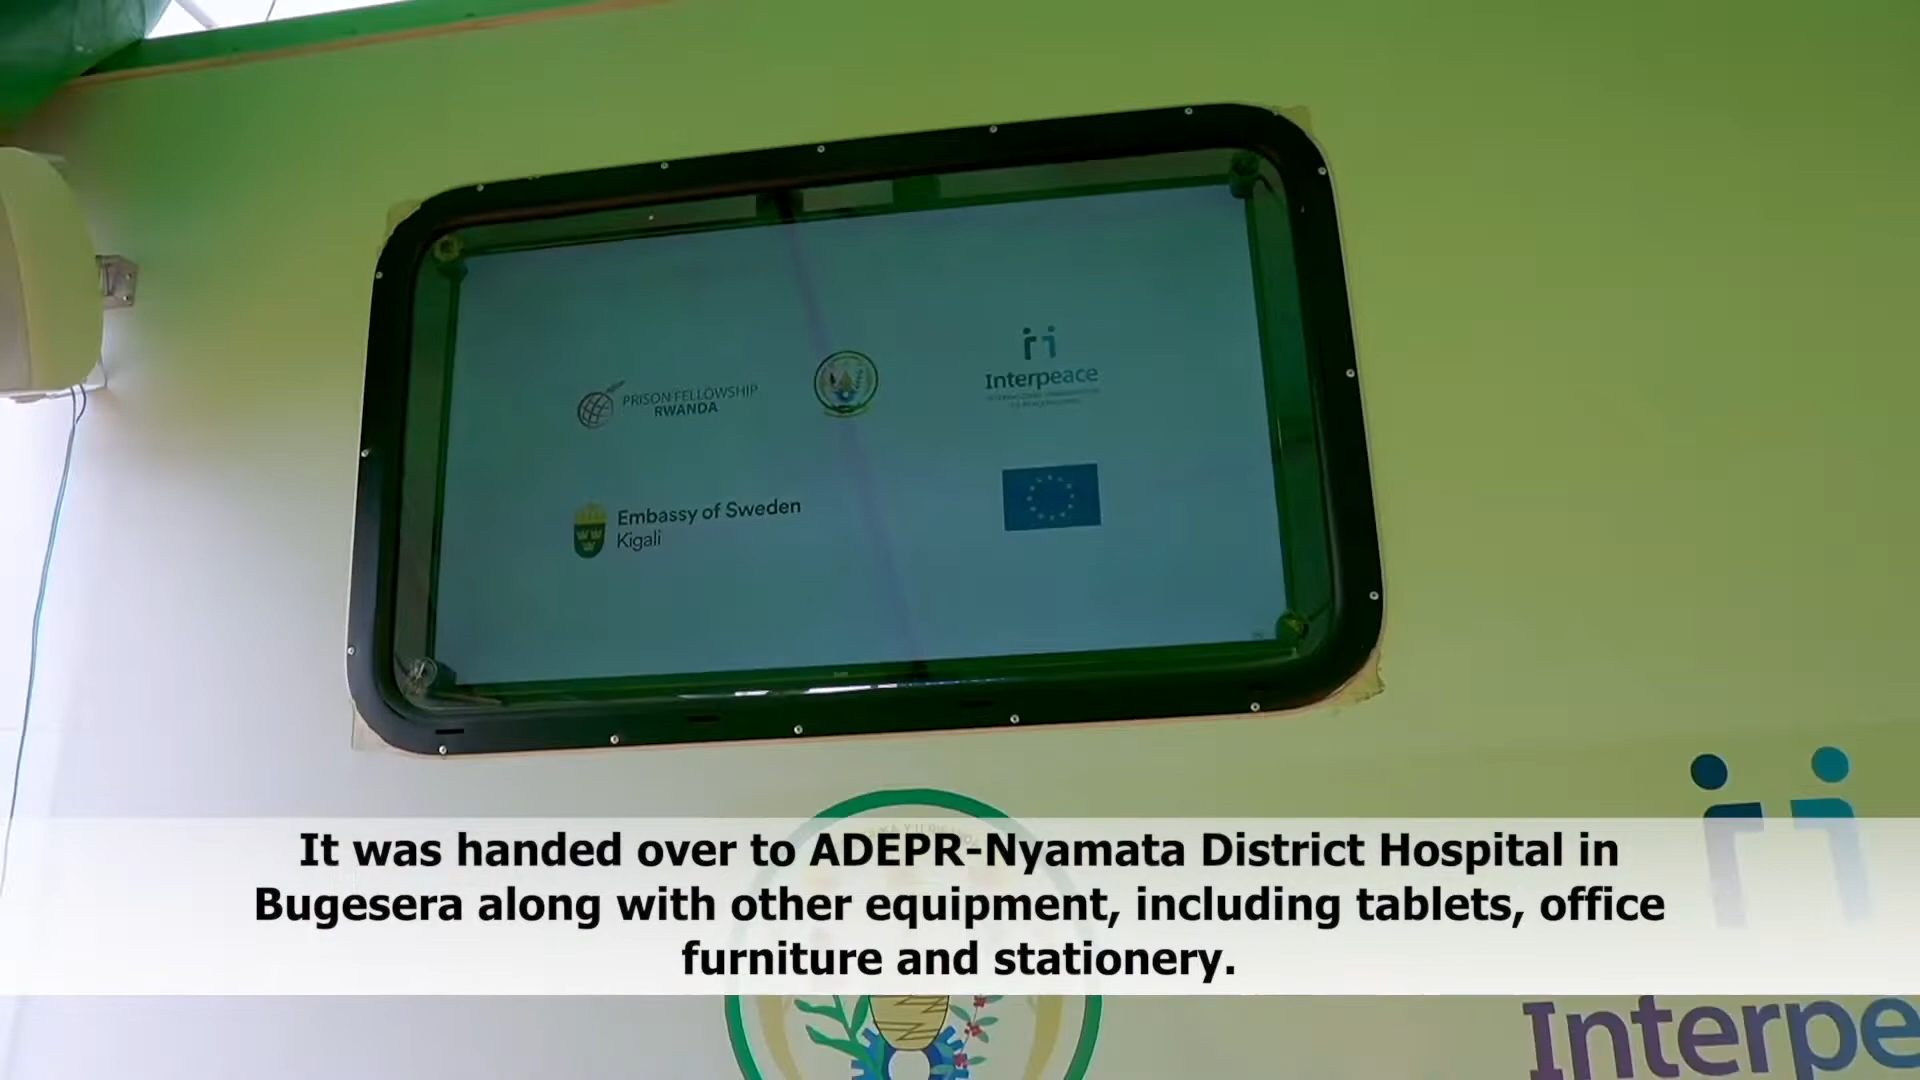 PRISON FELLOWSHIP
RWANDA
Interpeace
Embassy of Sweden
Kigali
It was handed over to ADEPR-Nyamata District Hospital in
Bugesera along with other equipment, including tablets, office
furniture and stationery.
Interpe